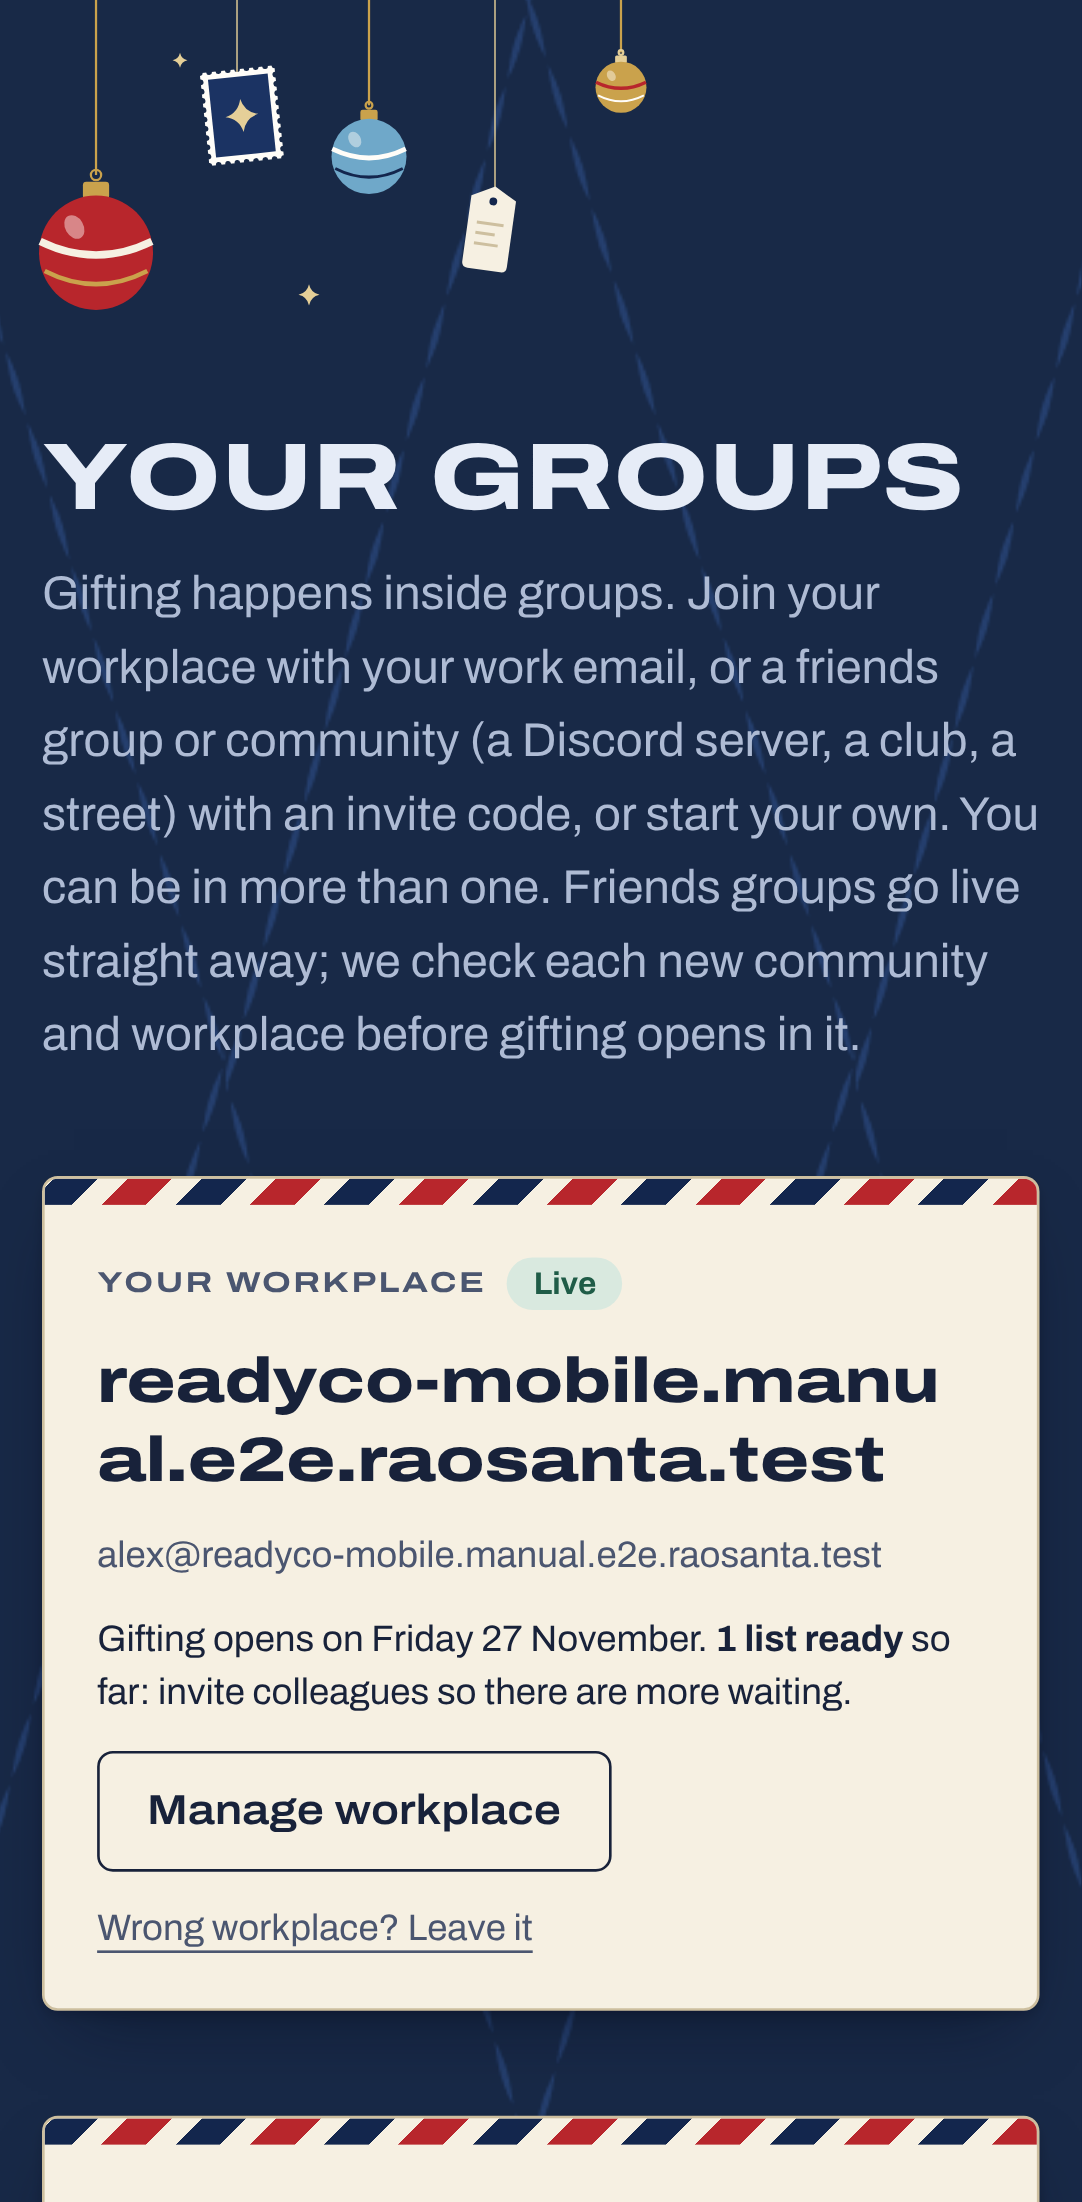 YOUR GROUPS
Gifting happens inside groups. Join your
workplace with your work email, or a friends
group or community (a Discord server, a club, a
street) with an invite code, or start your own. You
can be in more than one. Friends groups go live
straight away; we check each new community
and workplace before gifting opens in it.
YOUR WORKPLACE Live
readyco-mobile.manu
al.e2e.raosanta.test
alex@readyco-mobile.manual.e2e.raosanta.test
Gifting opens on Friday 27 November. 1 list ready so
far: invite colleagues so there are more waiting.
Manage workplace
Wrong workplace? Leave it